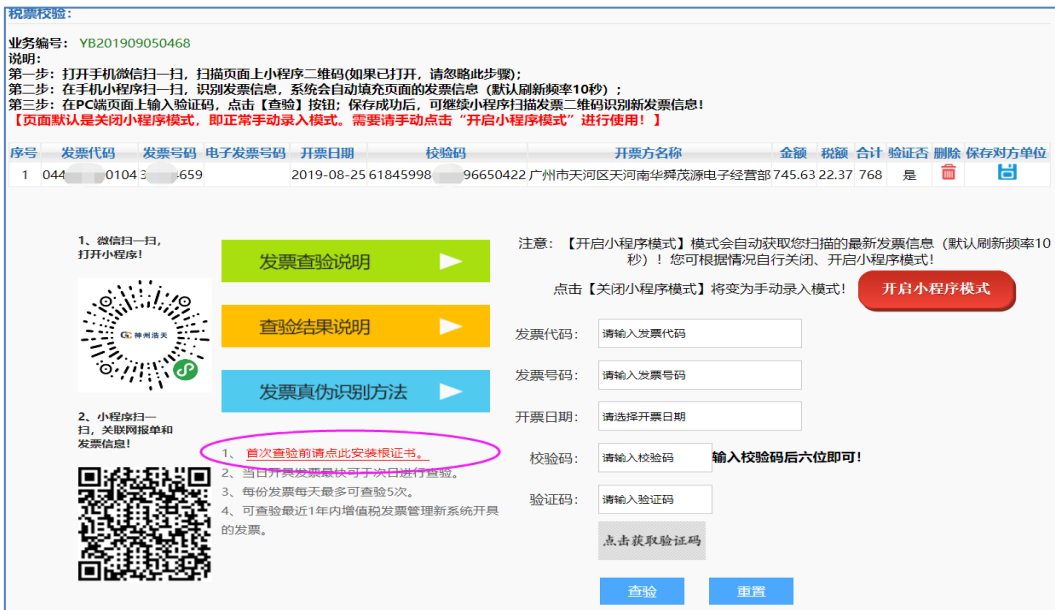 税票校验：
业务编号： YB201909050468
说明：
第一步：打开手机微信扫一扫，扫描页面上小程序二维码(如果已打开，请忽略此步骤)；
第二步：在手机小程序扫一扫，识别发票信息，系统会自动填充页面的发票信息（默认刷新频率10秒）；
第三步：在PC端页面上输入验证码，点击【查验】按钮；保存成功后，可继续小程序扫描发票二维码识别新发票信息！
【页面默认是关闭小程序模式，即正常手动录入模式。需要请手动点击“开启小程序模式”进行使用！】
序号 发票代码 发票号码 电子发票号码 开票日期 校验码 开票方名称 金额 税额 合计 验证否 删除 保存对方单位
1 044 0104 3 659 2019-08-25 61845998 96650422 广州市天河区天河南华舜茂源电子经营部 745.63 22.37 768 是
1、微信扫一扫，
打开小程序！
神州浩天
2、小程序扫一
扫，关联网报单和
发票信息！
发票查验说明
查验结果说明
发票真伪识别方法
1、 首次查验前请点此安装根证书。
2、当日开具发票最快可于次日进行查验。
3、每份发票每天最多可查验5次。
4、可查验最近1年内增值税发票管理新系统开具
的发票。
注意：【开启小程序模式】模式会自动获取您扫描的最新发票信息（默认刷新频率10
秒）！您可根据情况自行关闭、开启小程序模式！
点击【关闭小程序模式】将变为手动录入模式！ 开启小程序模式
发票代码： 请输入发票代码
发票号码： 请输入发票号码
开票日期： 请选择开票日期
校验码： 请输入校验码 输入校验码后六位即可！
验证码： 请输入验证码
点击获取验证码
查验 重置